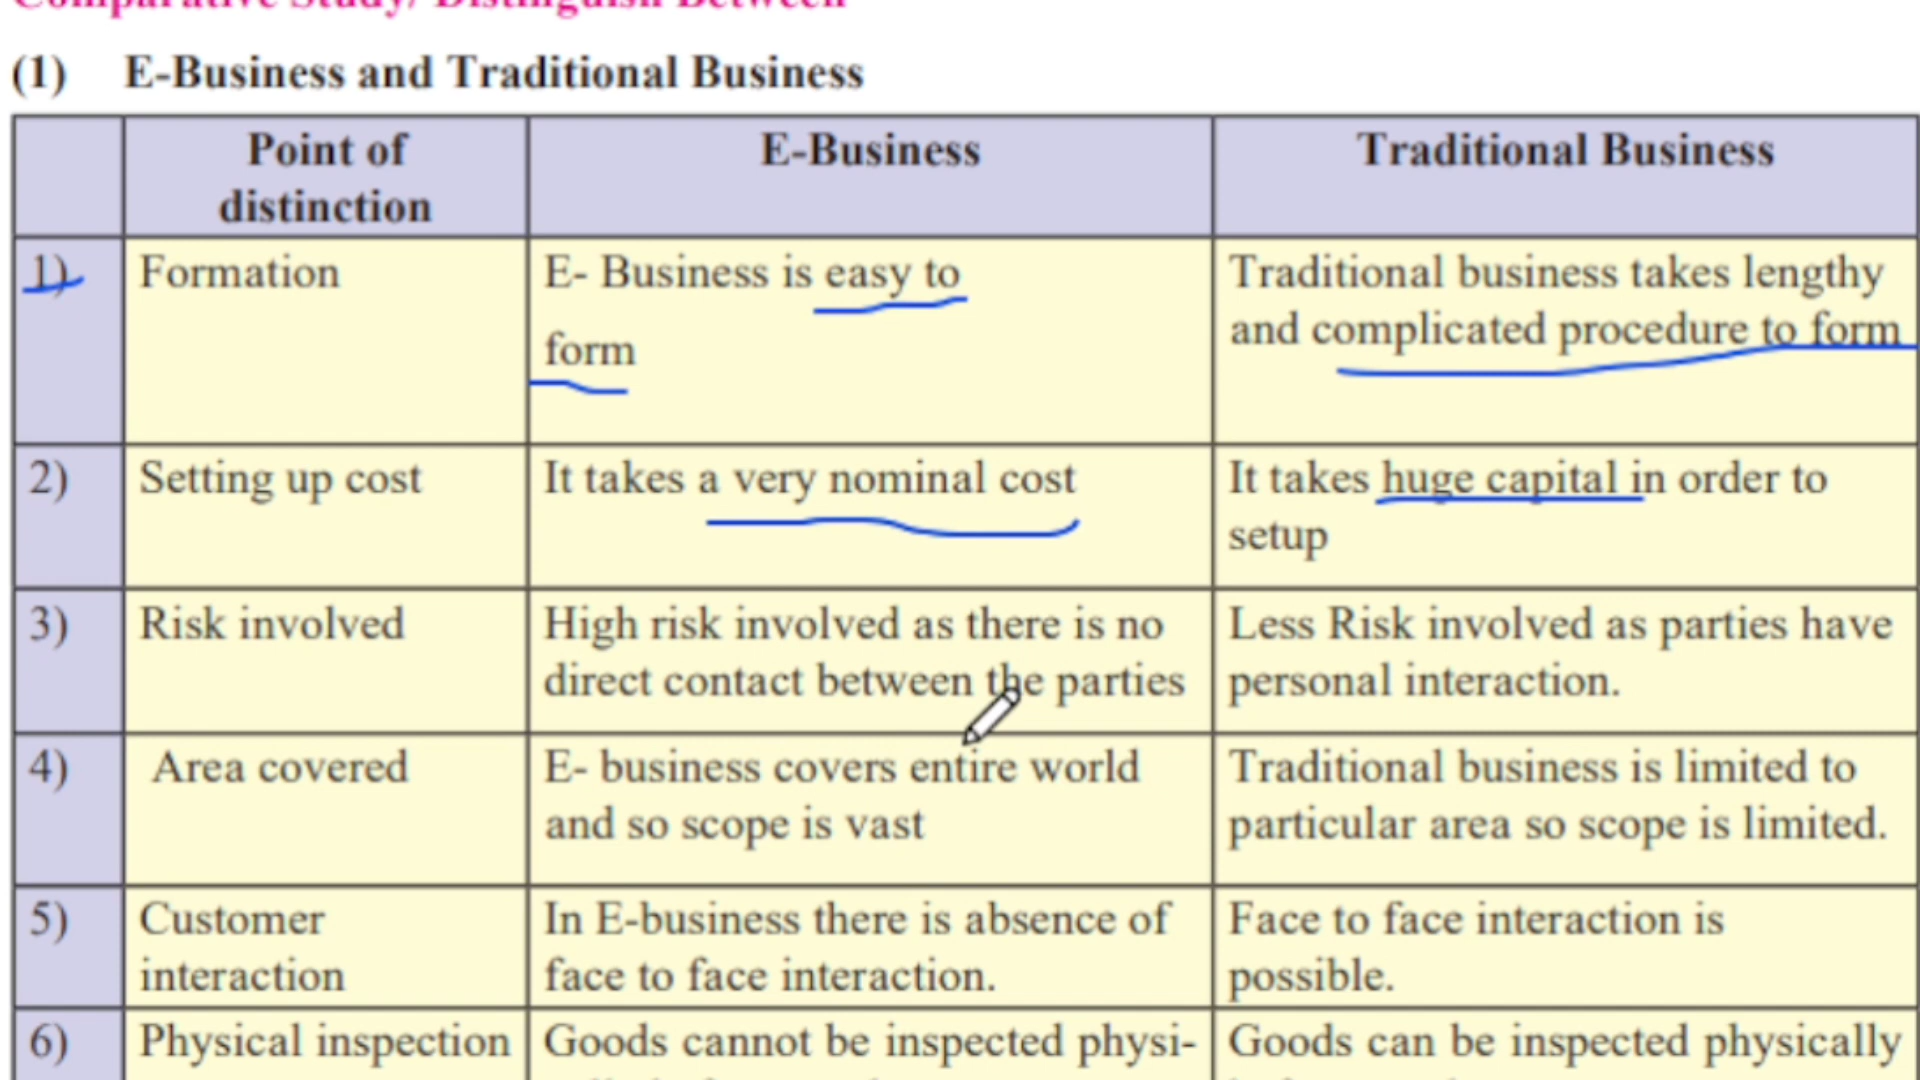 Comparative Study/ Distinguish Between
(1) E-Business and Traditional Business
Point of
distinction
E-Business
Traditional Business
1)
Formation
E- Business is easy to
form
Traditional business takes lengthy
and complicated procedure to form
2)
Setting up cost
It takes a very nominal cost
It takes huge capital in order to
setup
3)
Risk involved
High risk involved as there is no
direct contact between the parties
Less Risk involved as parties have
personal interaction.
4)
Area covered
E- business covers entire world
and so scope is vast
Traditional business is limited to
particular area so scope is limited.
5)
Customer
interaction
In E-business there is absence of
face to face interaction.
Face to face interaction is
possible.
6)
Physical inspection
Goods cannot be inspected physi-
Goods can be inspected physically